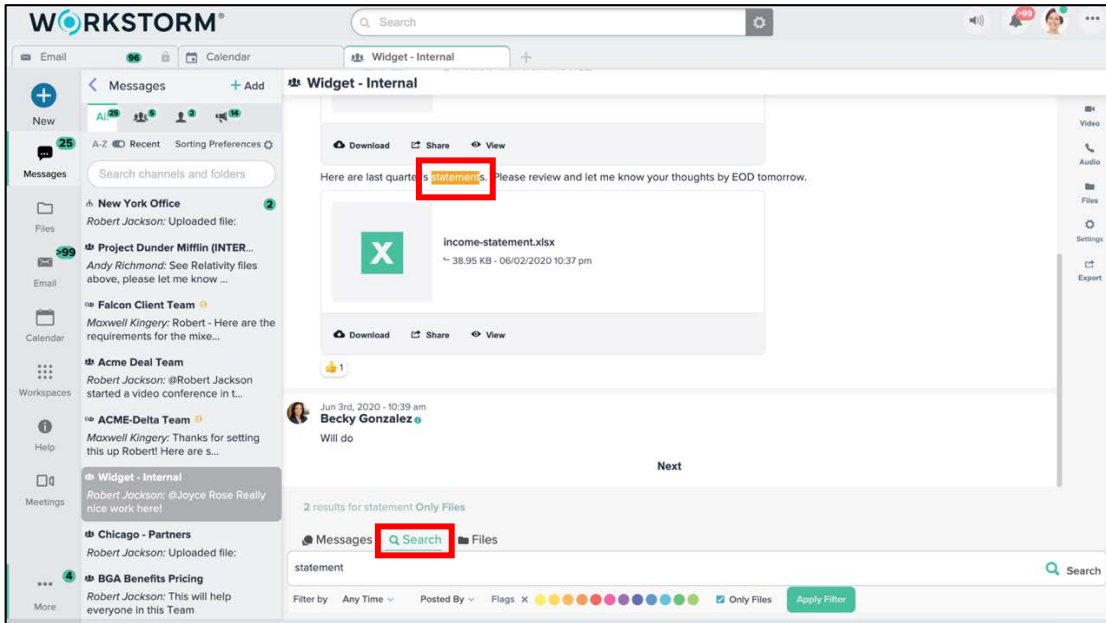 WORKSTORM®
Search
>99
Email 96 Calendar Widget - Internal
New
25
Messages
Files
>99
Email
Calendar
Workspaces
Help
Meetings
4
More
Messages + Add
All 25 5 2 14
A-Z Recent Sorting Preferences
Search channels and folders
New York Office 2
Robert Jackson: Uploaded file:
Project Dunder Mifflin (INTER...
Andy Richmond: See Relativity files
above, please let me know ...
Falcon Client Team
Maxwell Kingery: Robert - Here are the
requirements for the mixe...
Acme Deal Team
Robert Jackson: @Robert Jackson
started a video conference in t...
ACME-Delta Team
Maxwell Kingery: Thanks for setting
this up Robert! Here are s...
Widget - Internal
Robert Jackson: @Joyce Rose Really
nice work here!
Chicago - Partners
Robert Jackson: Uploaded file:
BGA Benefits Pricing
Robert Jackson: This will help
everyone in this Team
Widget - Internal
Download Share View
Here are last quarter's statements. Please review and let me know your thoughts by EOD tomorrow.
X
income-statement.xlsx
38.95 KB - 06/02/2020 10:37 pm
Download Share View
1
Jun 3rd, 2020 - 10:39 am
Becky Gonzalez
Will do
Next
2 results for statement Only Files
Messages Search Files
statement
Search
Filter by Any Time Posted By Flags X Only Files Apply Filter
Video
Audio
Files
Settings
Export